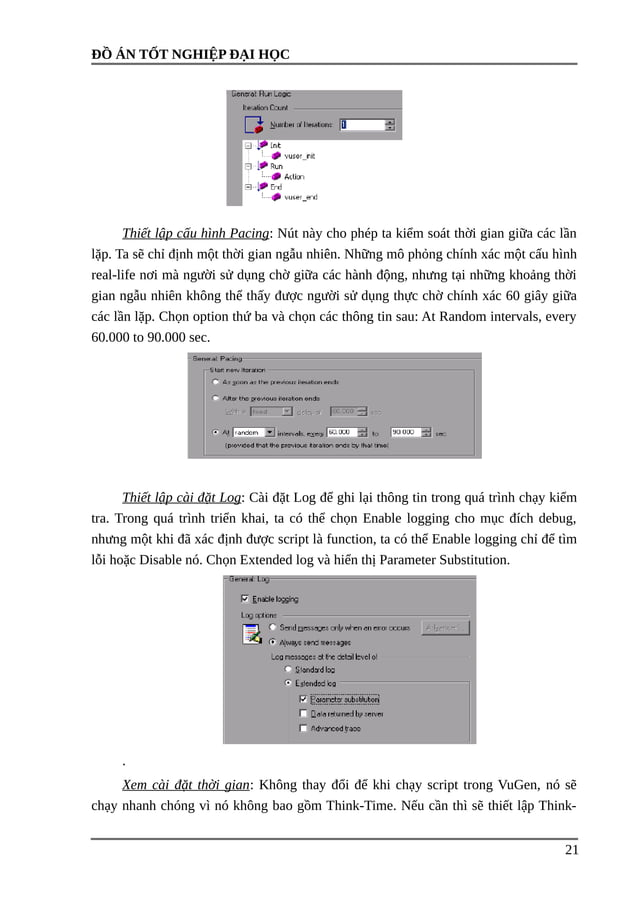 ĐỒ ÁN TỐT NGHIỆP ĐẠI HỌC
General: Run Logic
Iteration Count
Number of Iterations: 1
Init
vuser_init
Run
Action
End
vuser_end
Thiết lập cấu hình Pacing: Nút này cho phép ta kiểm soát thời gian giữa các lần
lặp. Ta sẽ chỉ định một thời gian ngẫu nhiên. Những mô phỏng chính xác một cấu hình
real-life nơi mà người sử dụng chờ giữa các hành động, nhưng tại những khoảng thời
gian ngẫu nhiên không thể thấy được người sử dụng thực chờ chính xác 60 giây giữa
các lần lặp. Chọn option thứ ba và chọn các thông tin sau: At Random intervals, every
60.000 to 90.000 sec.
General: Pacing
Start new iteration
As soon as the previous iteration ends
After the previous iteration ends
With a fixed delay of 60.000 sec
At random intervals, every 60.000 to 90.000 sec
(provided that the previous iteration ends by that time)
Thiết lập cài đặt Log: Cài đặt Log để ghi lại thông tin trong quá trình chạy kiểm
tra. Trong quá trình triển khai, ta có thể chọn Enable logging cho mục đích debug,
nhưng một khi đã xác định được script là function, ta có thể Enable logging chỉ để tìm
lỗi hoặc Disable nó. Chọn Extended log và hiển thị Parameter Substitution.
General: Log
Enable logging
Log options
Send messages only when an error occurs Advanced
Always send messages
Log messages at the detail level of
Standard log
Extended log
Parameter substitution
Data returned by server
Advanced trace
.
Xem cài đặt thời gian: Không thay đổi để khi chạy script trong VuGen, nó sẽ
chạy nhanh chóng vì nó không bao gồm Think-Time. Nếu cần thì sẽ thiết lập Think-
21